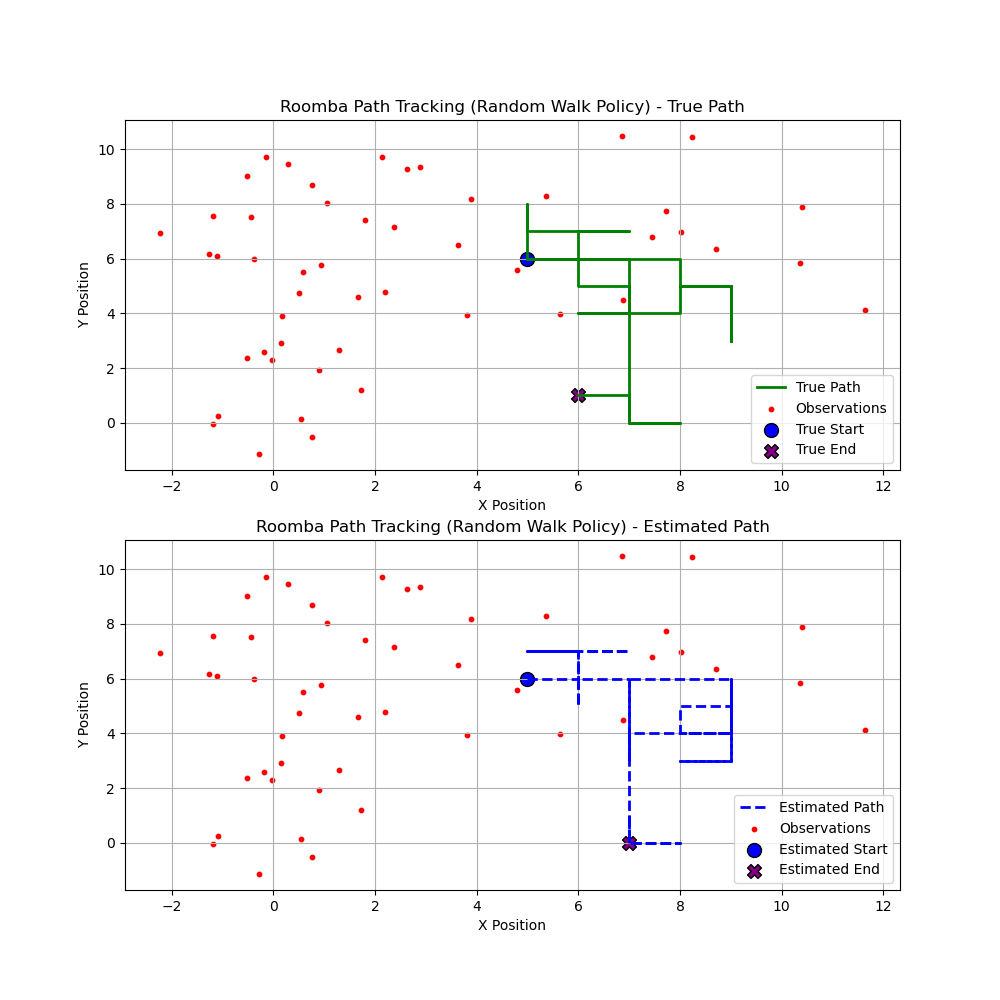 Roomba Path Tracking (Random Walk Policy) - True Path
10
8
6
4
2
0
Y Position
−2 0 2 4 6 8 10 12
X Position
True Path
Observations
True Start
True End
Roomba Path Tracking (Random Walk Policy) - Estimated Path
10
8
6
4
2
0
Y Position
−2 0 2 4 6 8 10 12
X Position
Estimated Path
Observations
Estimated Start
Estimated End